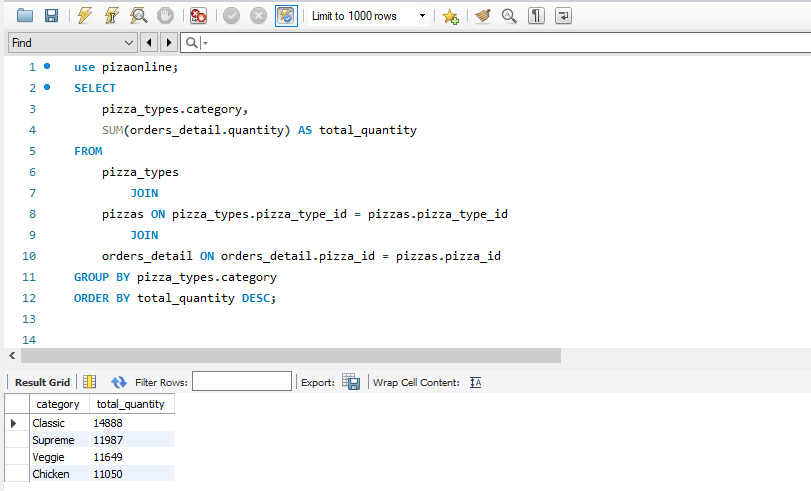 Limit to 1000 rows
Find
1 use pizaonline;
2 SELECT
3 pizza_types.category,
4 SUM(orders_detail.quantity) AS total_quantity
5 FROM
6 pizza_types
7 JOIN
8 pizzas ON pizza_types.pizza_type_id = pizzas.pizza_type_id
9 JOIN
10 orders_detail ON orders_detail.pizza_id = pizzas.pizza_id
11 GROUP BY pizza_types.category
12 ORDER BY total_quantity DESC;
13
14
Result Grid Filter Rows: Export: Wrap Cell Content:
category total_quantity
Classic 14888
Supreme 11987
Veggie 11649
Chicken 11050